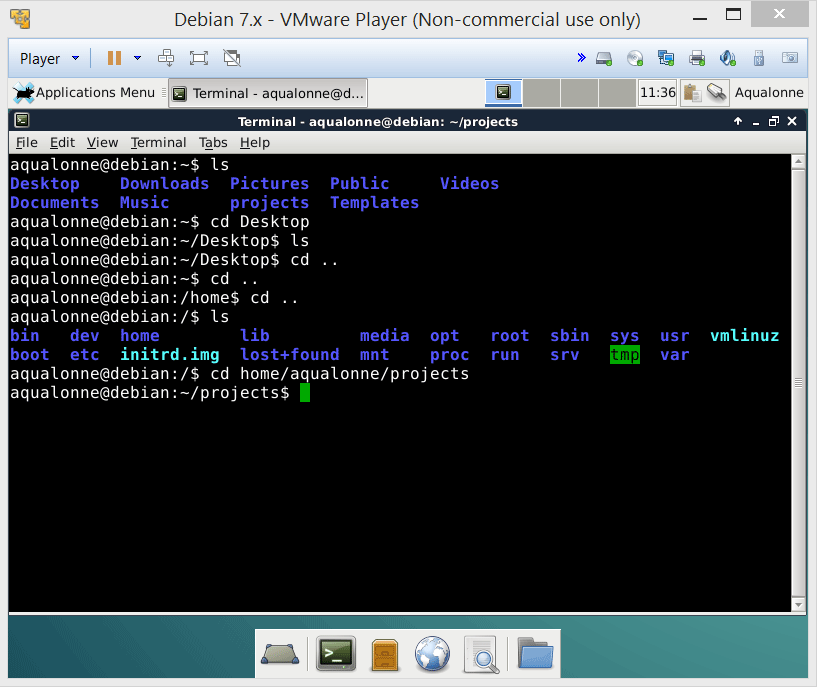 Debian 7.x - VMware Player (Non-commercial use only)
Player
Applications Menu Terminal - aqualonne@d... 11:36 Aqualonne
Terminal - aqualonne@debian: ~/projects
File Edit View Terminal Tabs Help
aqualonne@debian:~$ ls
Desktop Downloads Pictures Public Videos
Documents Music projects Templates
aqualonne@debian:~$ cd Desktop
aqualonne@debian:~/Desktop$ ls
aqualonne@debian:~/Desktop$ cd ..
aqualonne@debian:~$ cd ..
aqualonne@debian:/home$ cd ..
aqualonne@debian:/$ ls
bin dev home lib media opt root sbin sys usr vmlinuz
boot etc initrd.img lost+found mnt proc run srv tmp var
aqualonne@debian:/$ cd home/aqualonne/projects
aqualonne@debian:~/projects$